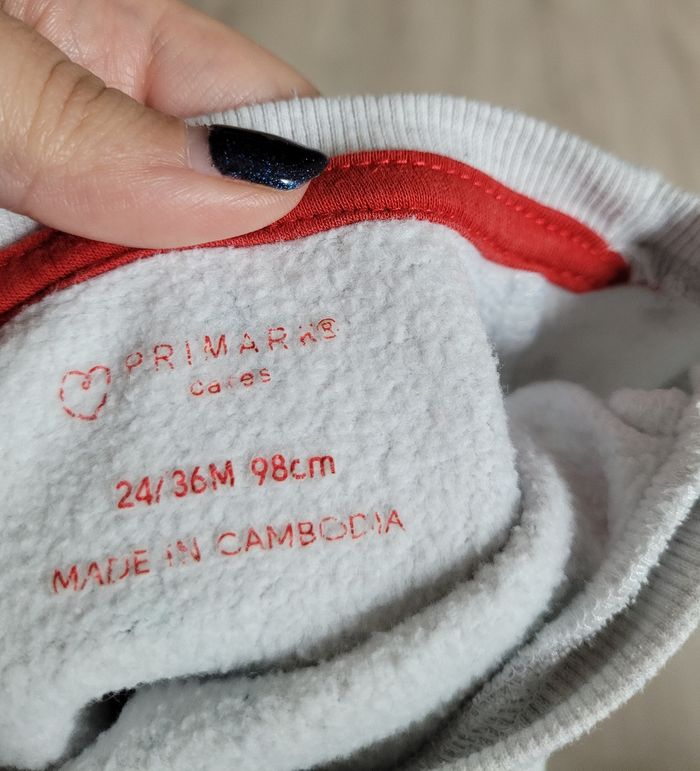 PRIMARK®
cares
24/36M 98cm
MADE IN CAMBODIA